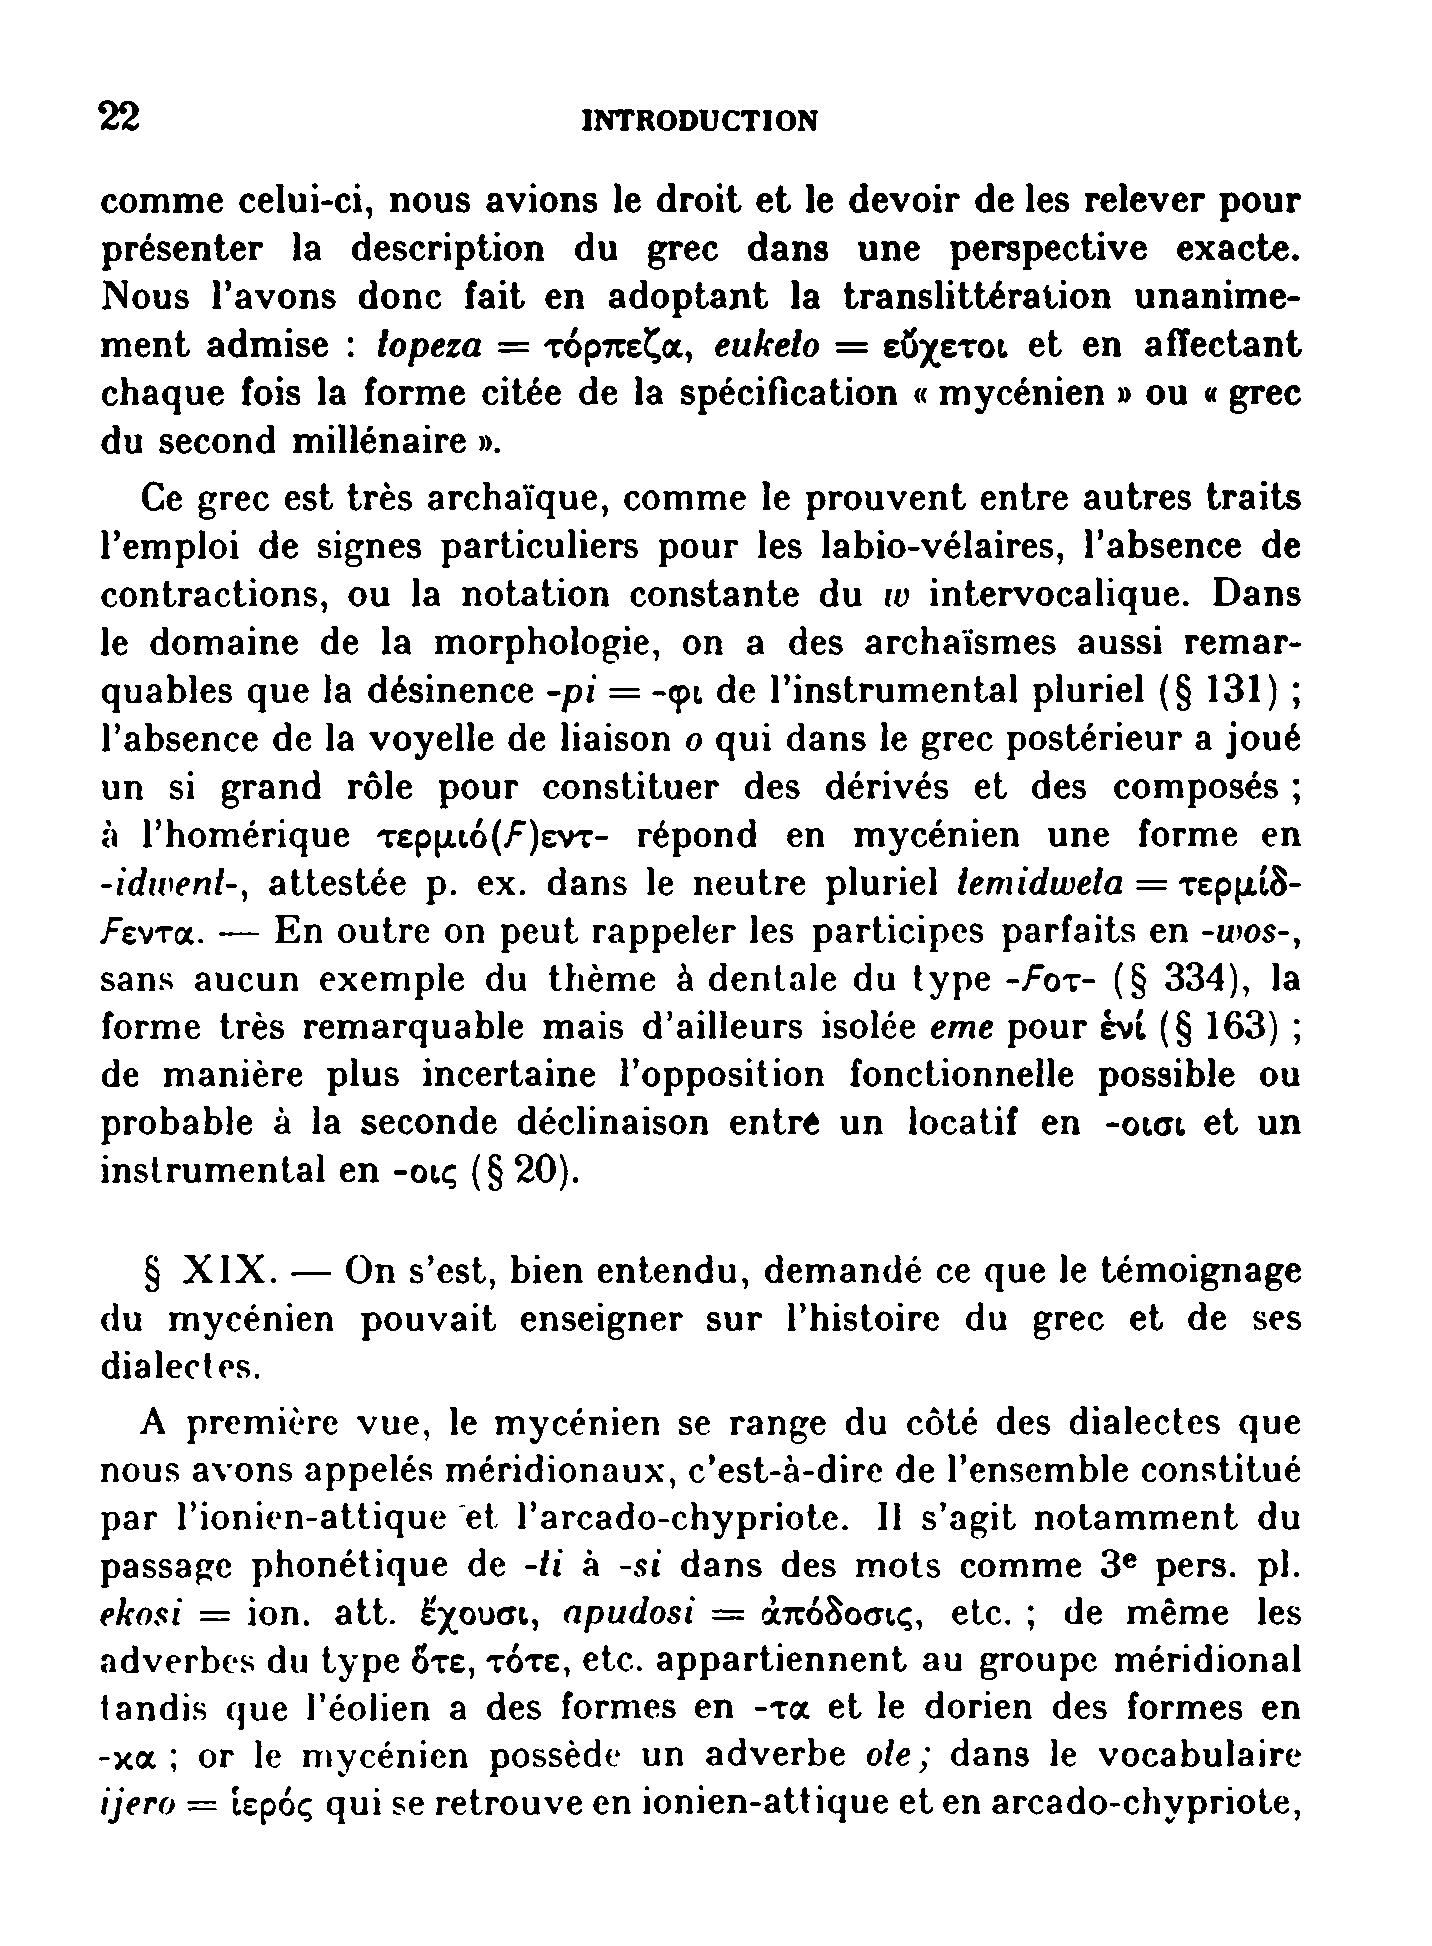 22 INTRODUCTION
comme celui-ci, nous avions le droit et le devoir de les relever pour
présenter la description du grec dans une perspective exacte.
Nous l'avons donc fait en adoptant la translittération unanime-
ment admise : topeza = τόρπεζα, euketo = εὔχετοι et en affectant
chaque fois la forme citée de la spécification « mycénien » ou « grec
du second millénaire ».
Ce grec est très archaïque, comme le prouvent entre autres traits
l'emploi de signes particuliers pour les labio-vélaires, l'absence de
contractions, ou la notation constante du w intervocalique. Dans
le domaine de la morphologie, on a des archaïsmes aussi remar-
quables que la désinence -pi = -φι de l'instrumental pluriel (§ 131) ;
l'absence de la voyelle de liaison o qui dans le grec postérieur a joué
un si grand rôle pour constituer des dérivés et des composés ;
à l'homérique τερμιό(Ϝ)εντ- répond en mycénien une forme en
-idwent-, attestée p. ex. dans le neutre pluriel temidweta = τερμίδ-
Ϝεντα. — En outre on peut rappeler les participes parfaits en -wos-,
sans aucun exemple du thème à dentale du type -Ϝοτ- (§ 334), la
forme très remarquable mais d'ailleurs isolée eme pour ἑνί (§ 163) ;
de manière plus incertaine l'opposition fonctionnelle possible ou
probable à la seconde déclinaison entre un locatif en -οισι et un
instrumental en -οις (§ 20).
§ XIX. — On s'est, bien entendu, demandé ce que le témoignage
du mycénien pouvait enseigner sur l'histoire du grec et de ses
dialectes.
A première vue, le mycénien se range du côté des dialectes que
nous avons appelés méridionaux, c'est-à-dire de l'ensemble constitué
par l'ionien-attique et l'arcado-chypriote. Il s'agit notamment du
passage phonétique de -ti à -si dans des mots comme 3e pers. pl.
ekosi = ion. att. ἔχουσι, apudosi = ἀπόδοσις, etc. ; de même les
adverbes du type ὅτε, τότε, etc. appartiennent au groupe méridional
tandis que l'éolien a des formes en -τα et le dorien des formes en
-κα ; or le mycénien possède un adverbe ote ; dans le vocabulaire
ijero = ἱερός qui se retrouve en ionien-attique et en arcado-chypriote,